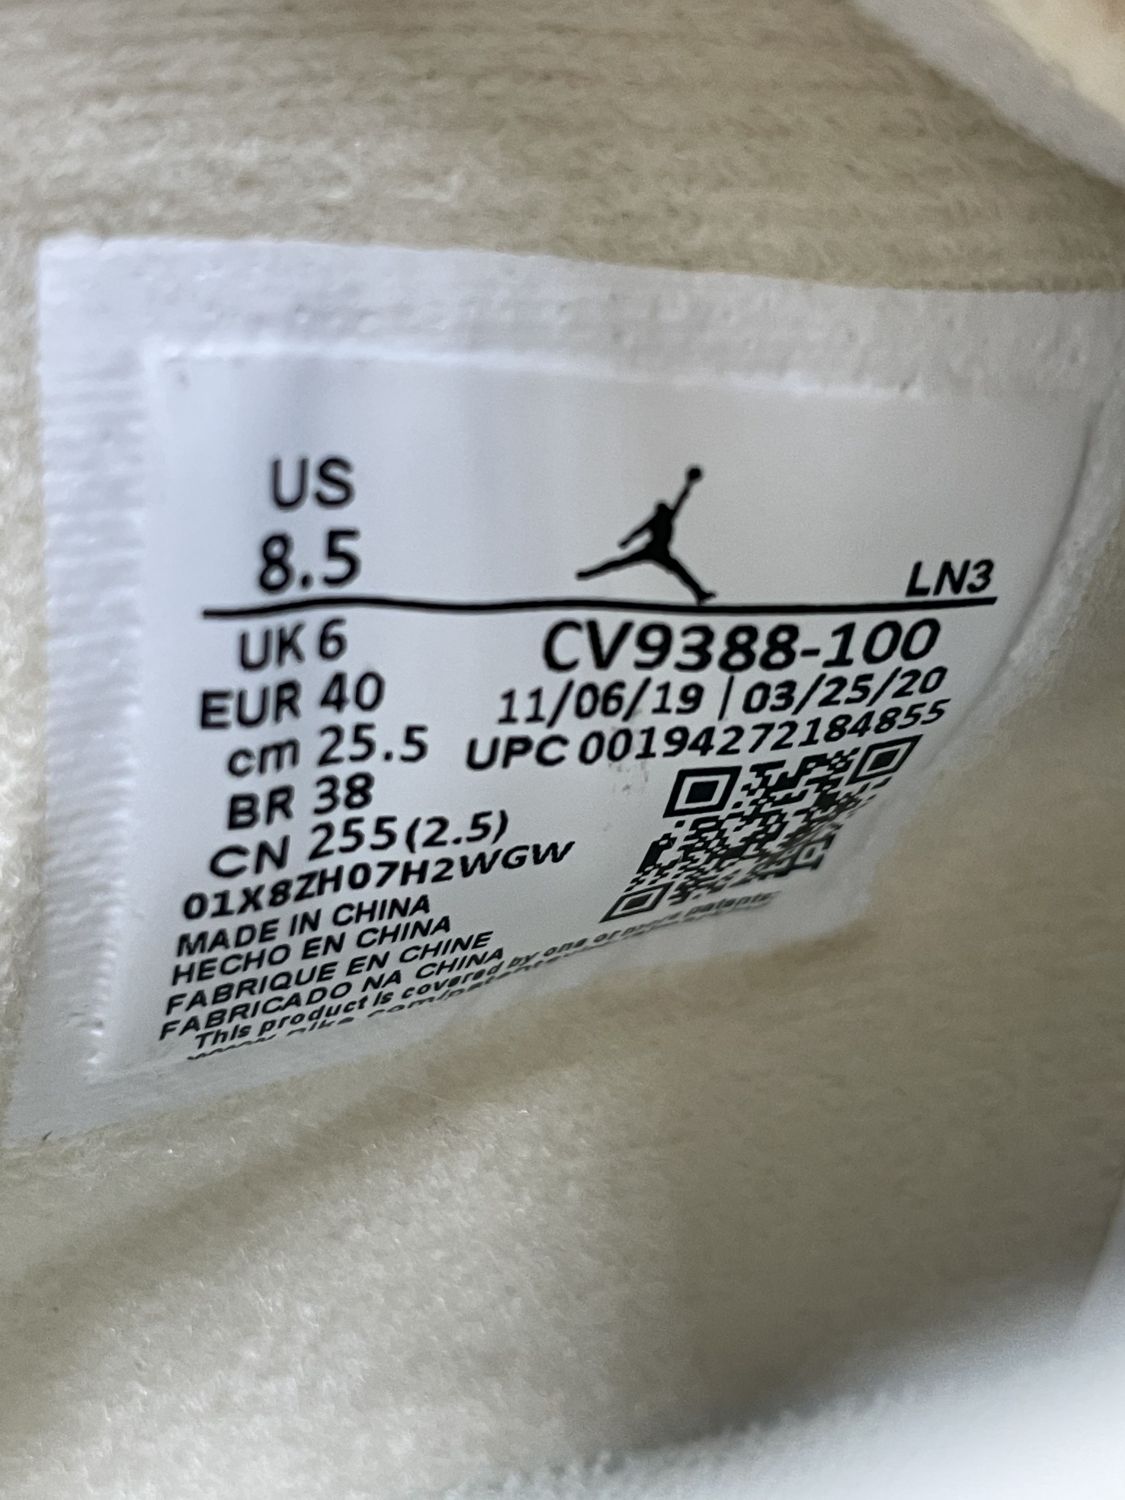 US
8.5
LN3
UK 6
CV9388-100
EUR 40
11/06/19 | 03/25/20
cm 25.5
UPC 00194272184855
BR 38
CN 255(2.5)
01X8ZH07H2WGW
MADE IN CHINA
HECHO EN CHINA
FABRIQUE EN CHINE
FABRICADO NA CHINA
This product is covered by one or more patents: